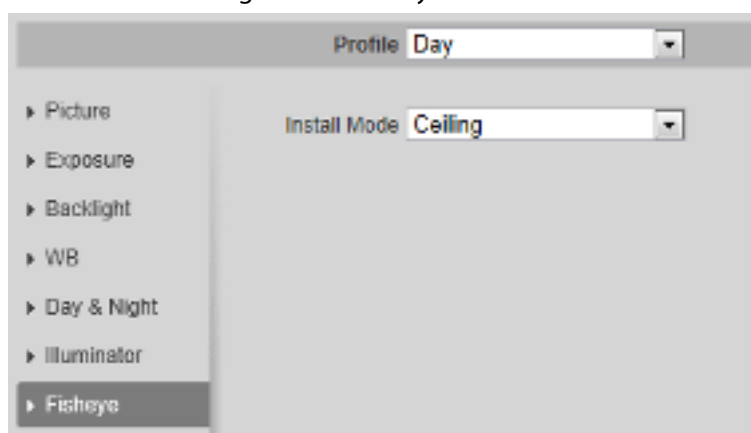 Profile Day
Picture
Install Mode Ceiling
Exposure
Backlight
WB
Day & Night
Illuminator
Fisheye